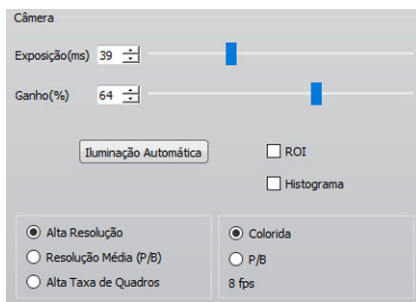 Câmera
Exposição(ms) 39
Ganho(%) 64
Iluminação Automática
ROI
Histograma
Alta Resolução
Resolução Média (P/B)
Alta Taxa de Quadros
Colorida
P/B
8 fps